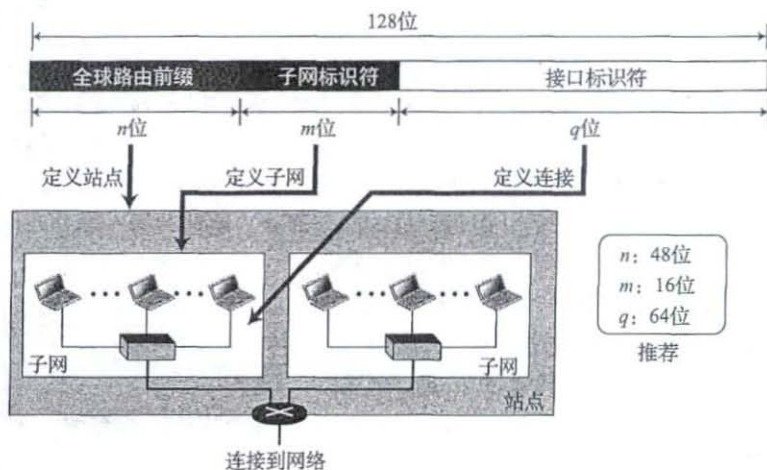 128位
全球路由前缀 子网标识符 接口标识符
n位 m位 q位
定义站点 定义子网 定义连接
n：48位
m：16位
q：64位
推荐
子网 子网
站点
连接到网络